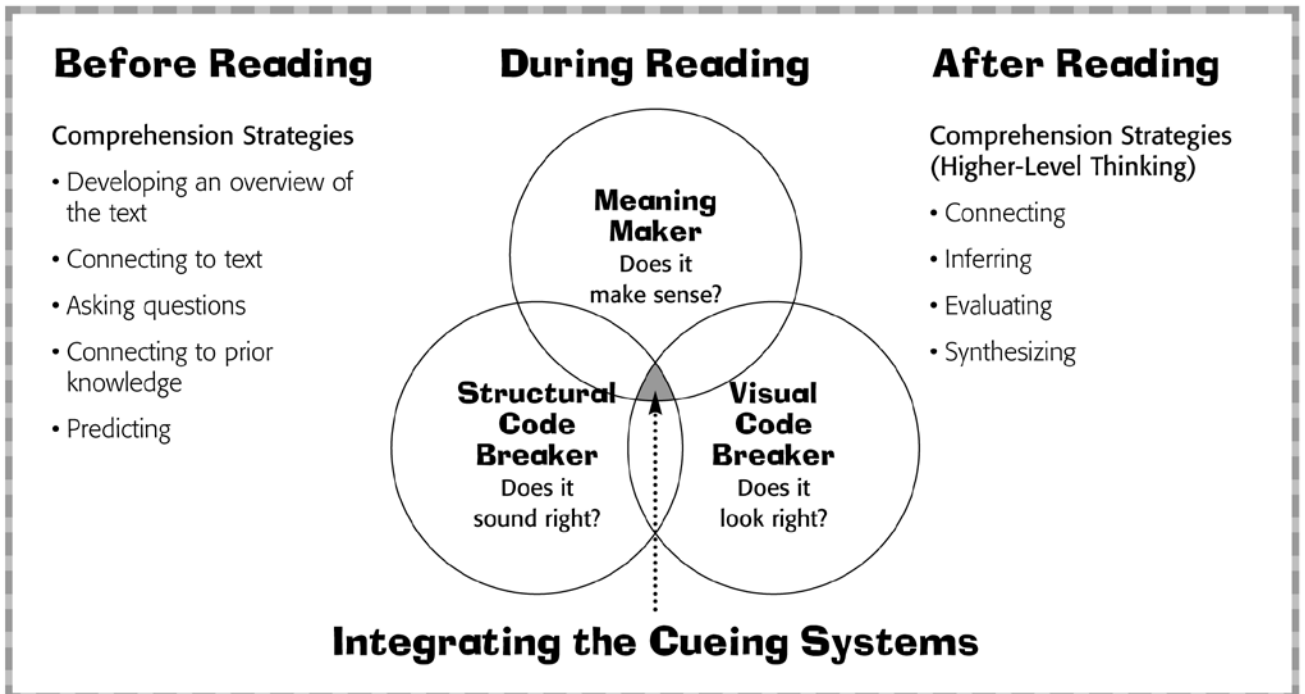 Before Reading
Comprehension Strategies
• Developing an overview of
the text
• Connecting to text
• Asking questions
• Connecting to prior
knowledge
• Predicting
During Reading
Meaning
Maker
Does it
make sense?
Structural
Code
Breaker
Does it
sound right?
Visual
Code
Breaker
Does it
look right?
Integrating the Cueing Systems
After Reading
Comprehension Strategies
(Higher-Level Thinking)
• Connecting
• Inferring
• Evaluating
• Synthesizing